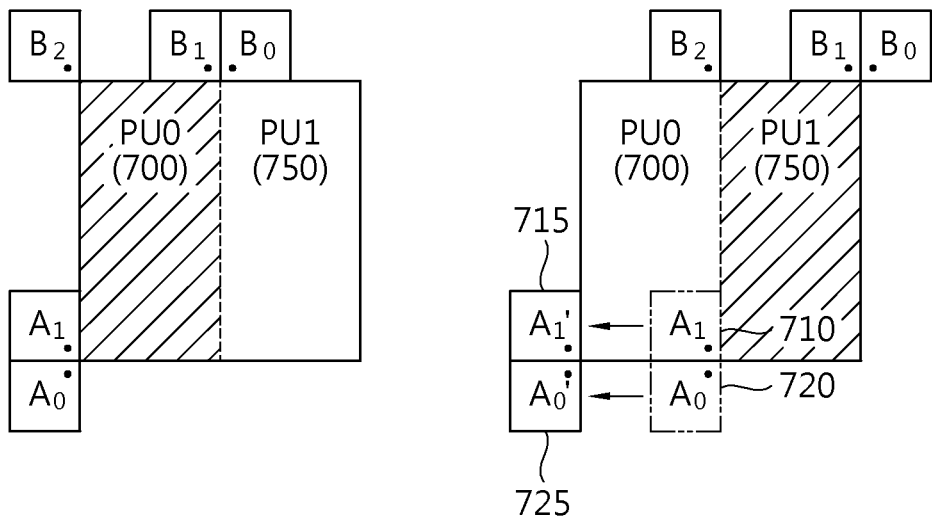 B2 B1 B0
PU0 PU1
(700) (750)
A1
A0
B2 B1 B0
PU0 PU1
(700) (750)
715
A1' A1 710
A0' A0 720
725